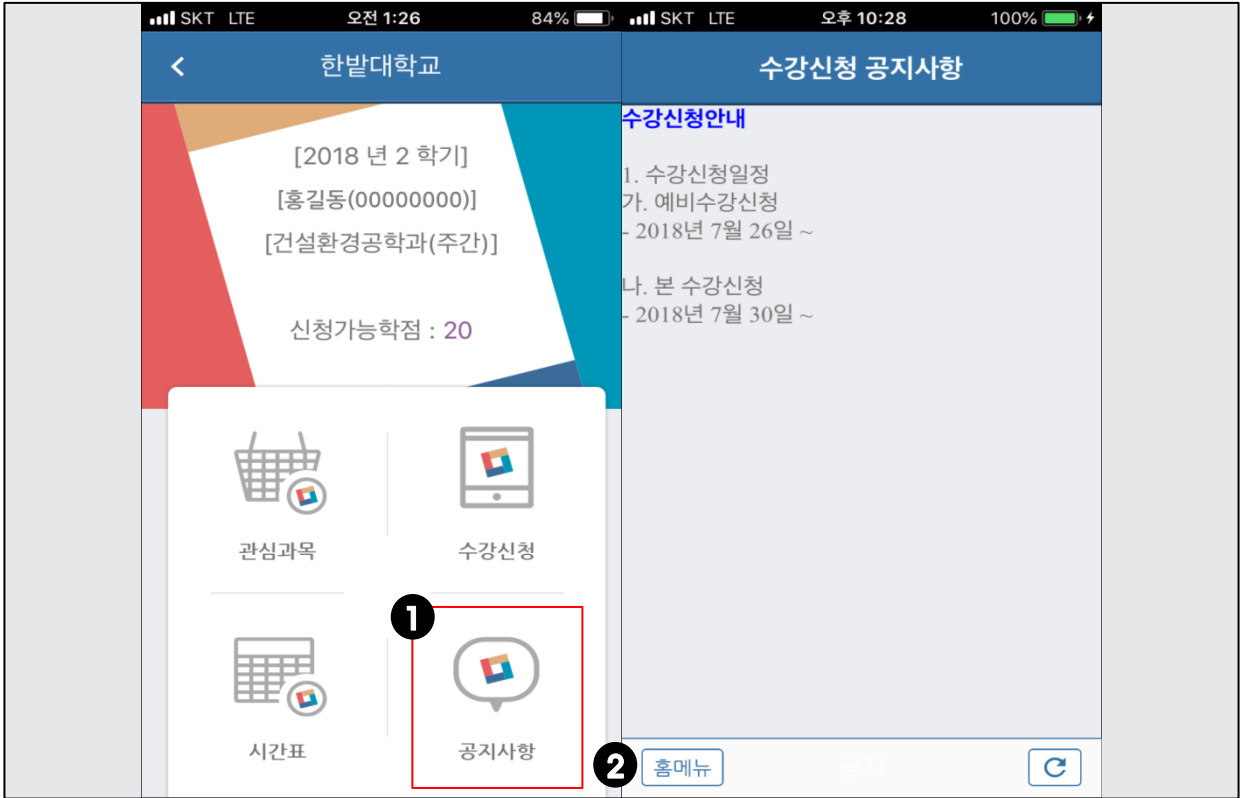 SKT LTE 오전 1:26 84%
한밭대학교
[2018 년 2 학기]
[홍길동(00000000)]
[건설환경공학과(주간)]
신청가능학점 : 20
관심과목
수강신청
1
시간표
공지사항
SKT LTE 오후 10:28 100%
수강신청 공지사항
수강신청안내
1. 수강신청일정
가. 예비수강신청
- 2018년 7월 26일 ~
나. 본 수강신청
- 2018년 7월 30일 ~
2
홈메뉴
공지